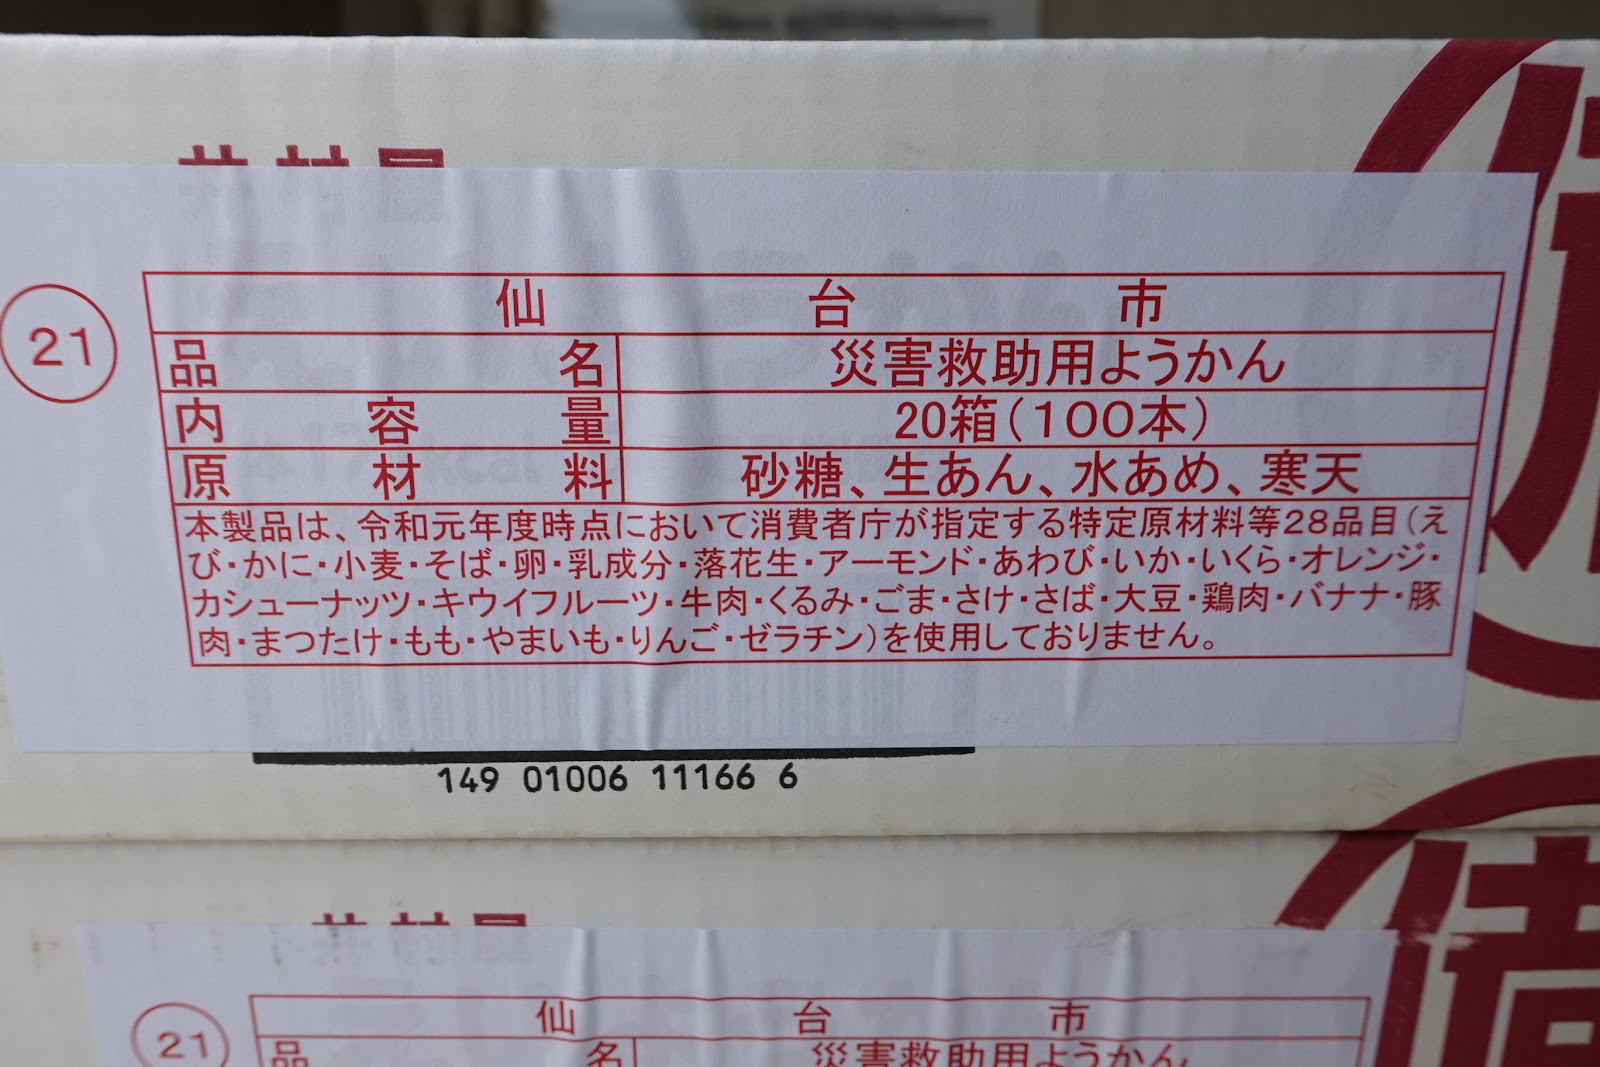 井村屋
21
仙台市
品名 災害救助用ようかん
内容量 20箱(100本)
原材料 砂糖、生あん、水あめ、寒天
本製品は、令和元年度時点において消費者庁が指定する特定原材料等28品目(え
び・かに・小麦・そば・卵・乳成分・落花生・アーモンド・あわび・いか・いくら・オレンジ・
カシューナッツ・キウイフルーツ・牛肉・くるみ・ごま・さけ・さば・大豆・鶏肉・バナナ・豚
肉・まつたけ・もも・やまいも・りんご・ゼラチン)を使用しておりません。
149 01006 11166 6
備
21
仙台市
品名 災害救助用ようかん